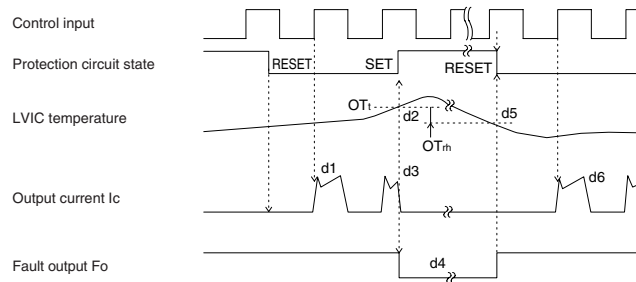 Control input
Protection circuit state
RESET
SET
RESET
LVIC temperature
OTt
d2
d5
OTrh
Output current Ic
d1
d3
d6
Fault output Fo
d4